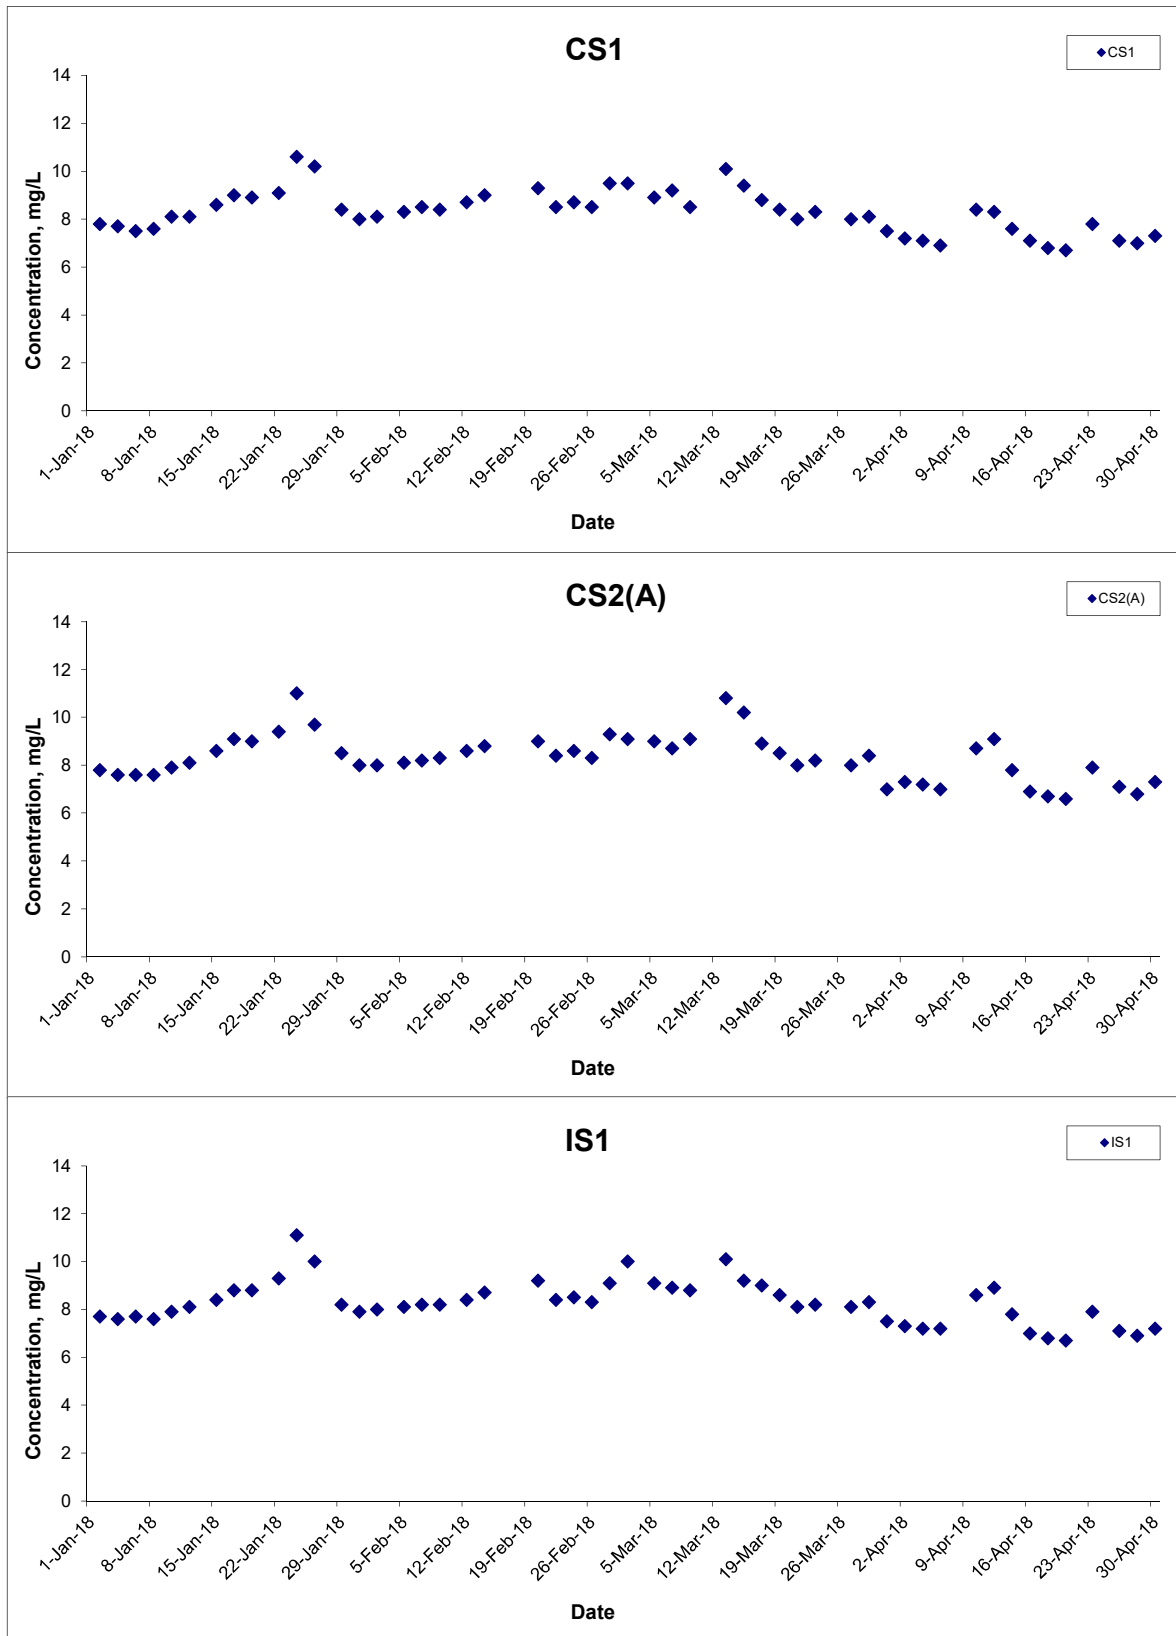 CS1
CS1
14
12
10
8
6
4
2
0
Concentration, mg/L
1-Jan-18
8-Jan-18
15-Jan-18
22-Jan-18
29-Jan-18
5-Feb-18
12-Feb-18
19-Feb-18
26-Feb-18
5-Mar-18
12-Mar-18
19-Mar-18
26-Mar-18
2-Apr-18
9-Apr-18
16-Apr-18
23-Apr-18
30-Apr-18
Date
CS2(A)
CS2(A)
14
12
10
8
6
4
2
0
Concentration, mg/L
1-Jan-18
8-Jan-18
15-Jan-18
22-Jan-18
29-Jan-18
5-Feb-18
12-Feb-18
19-Feb-18
26-Feb-18
5-Mar-18
12-Mar-18
19-Mar-18
26-Mar-18
2-Apr-18
9-Apr-18
16-Apr-18
23-Apr-18
30-Apr-18
Date
IS1
IS1
14
12
10
8
6
4
2
0
Concentration, mg/L
1-Jan-18
8-Jan-18
15-Jan-18
22-Jan-18
29-Jan-18
5-Feb-18
12-Feb-18
19-Feb-18
26-Feb-18
5-Mar-18
12-Mar-18
19-Mar-18
26-Mar-18
2-Apr-18
9-Apr-18
16-Apr-18
23-Apr-18
30-Apr-18
Date